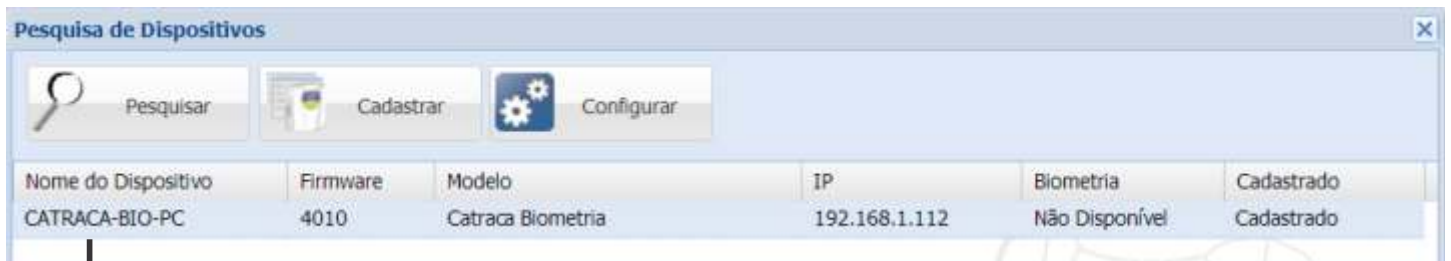 Pesquisa de Dispositivos
Pesquisar Cadastrar Configurar
Nome do Dispositivo Firmware Modelo IP Biometria Cadastrado
CATRACA-BIO-PC 4010 Catraca Biometria 192.168.1.112 Não Disponível Cadastrado